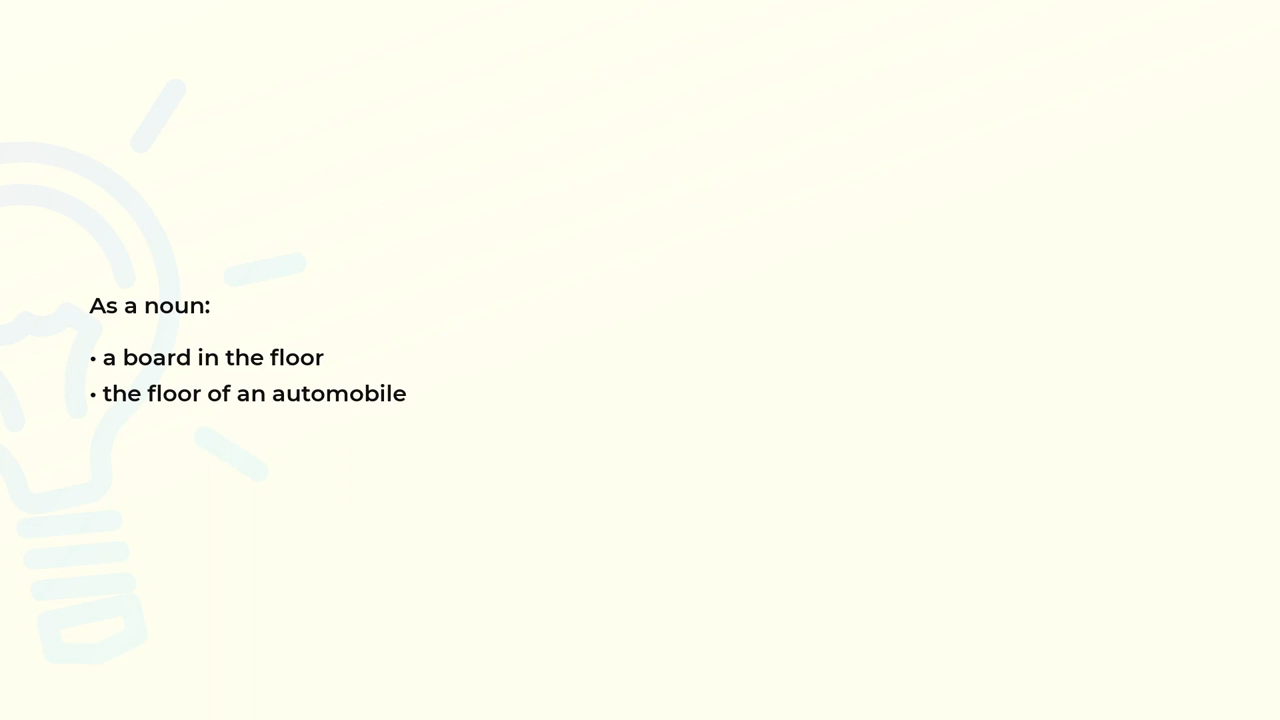 As a noun:
• a board in the floor
• the floor of an automobile